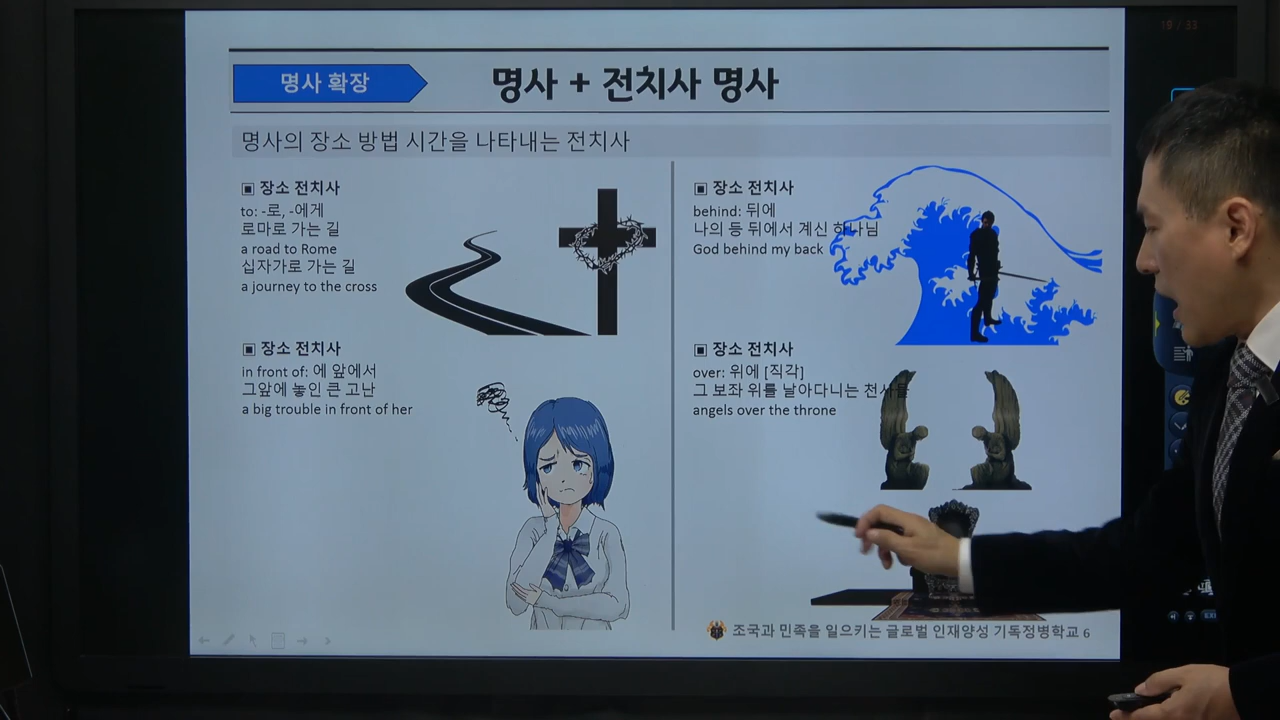 19 / 33
명사 확장
명사 + 전치사 명사
명사의 장소 방법 시간을 나타내는 전치사
▣ 장소 전치사
to: -로, -에게
로마로 가는 길
a road to Rome
십자가로 가는 길
a journey to the cross
▣ 장소 전치사
in front of: 에 앞에서
그앞에 놓인 큰 고난
a big trouble in front of her
▣ 장소 전치사
behind: 뒤에
나의 등 뒤에서 계신 하나님
God behind my back
▣ 장소 전치사
over: 위에 [직각]
그 보좌 위를 날아다니는 천사들
angels over the throne
조국과 민족을 일으키는 글로벌 인재양성 기독정병학교 6